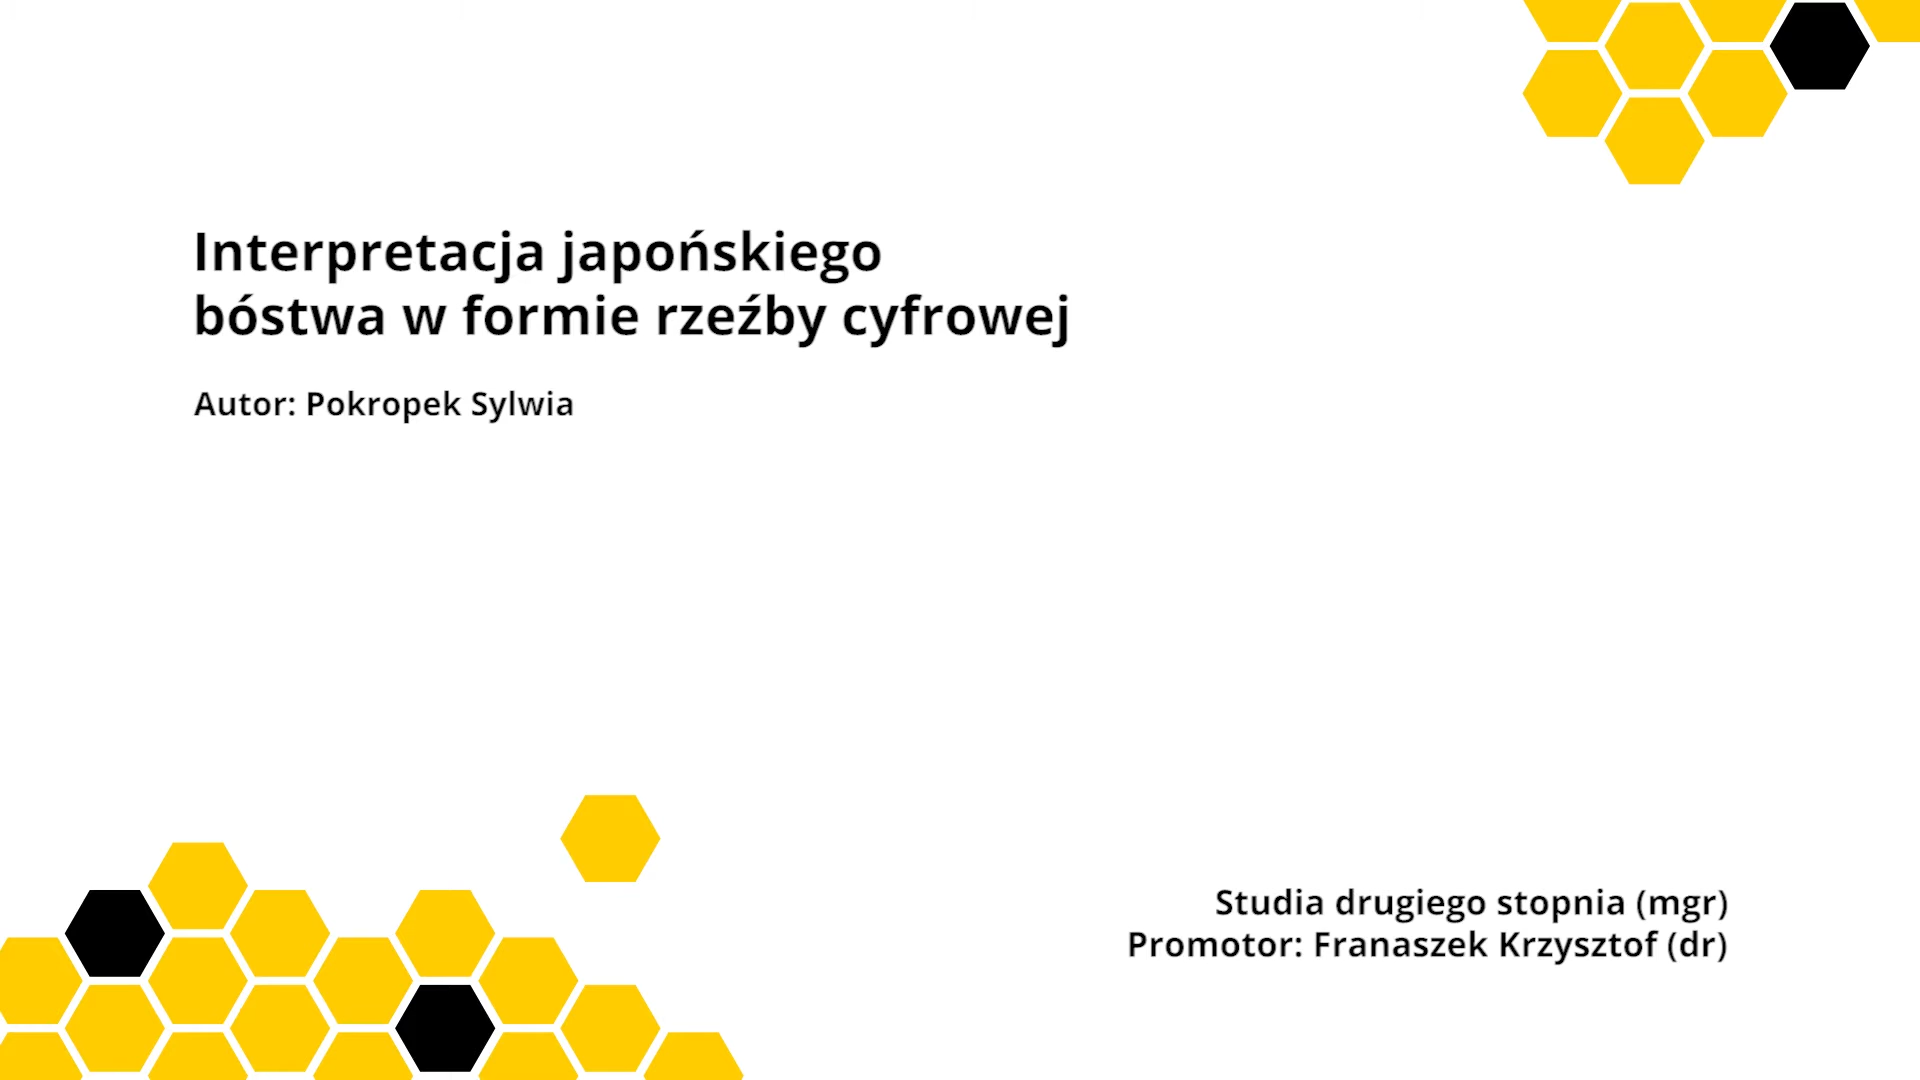 Interpretacja japońskiego
bóstwa w formie rzeźby cyfrowej
Autor: Pokropek Sylwia
Studia drugiego stopnia (mgr)
Promotor: Franaszek Krzysztof (dr)